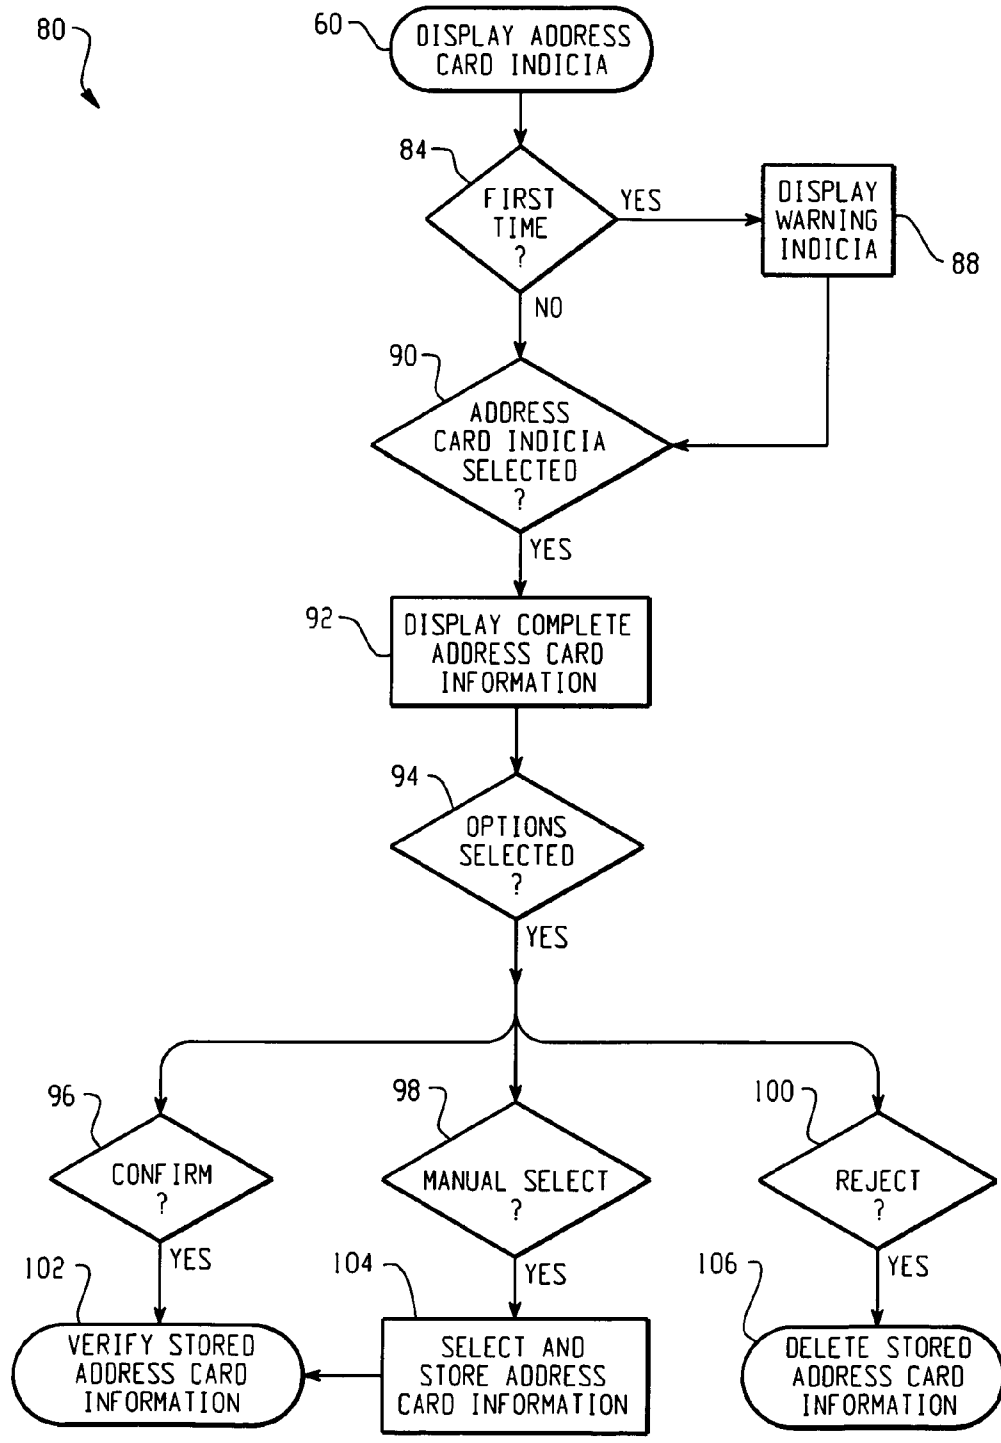 80
60
DISPLAY ADDRESS
CARD INDICIA
84
FIRST
TIME
?
YES
DISPLAY
WARNING
INDICIA
88
NO
90
ADDRESS
CARD INDICIA
SELECTED
?
YES
92
DISPLAY COMPLETE
ADDRESS CARD
INFORMATION
94
OPTIONS
SELECTED
?
YES
96
CONFIRM
?
YES
98
MANUAL SELECT
?
YES
100
REJECT
?
YES
102
VERIFY STORED
ADDRESS CARD
INFORMATION
104
SELECT AND
STORE ADDRESS
CARD INFORMATION
106
DELETE STORED
ADDRESS CARD
INFORMATION